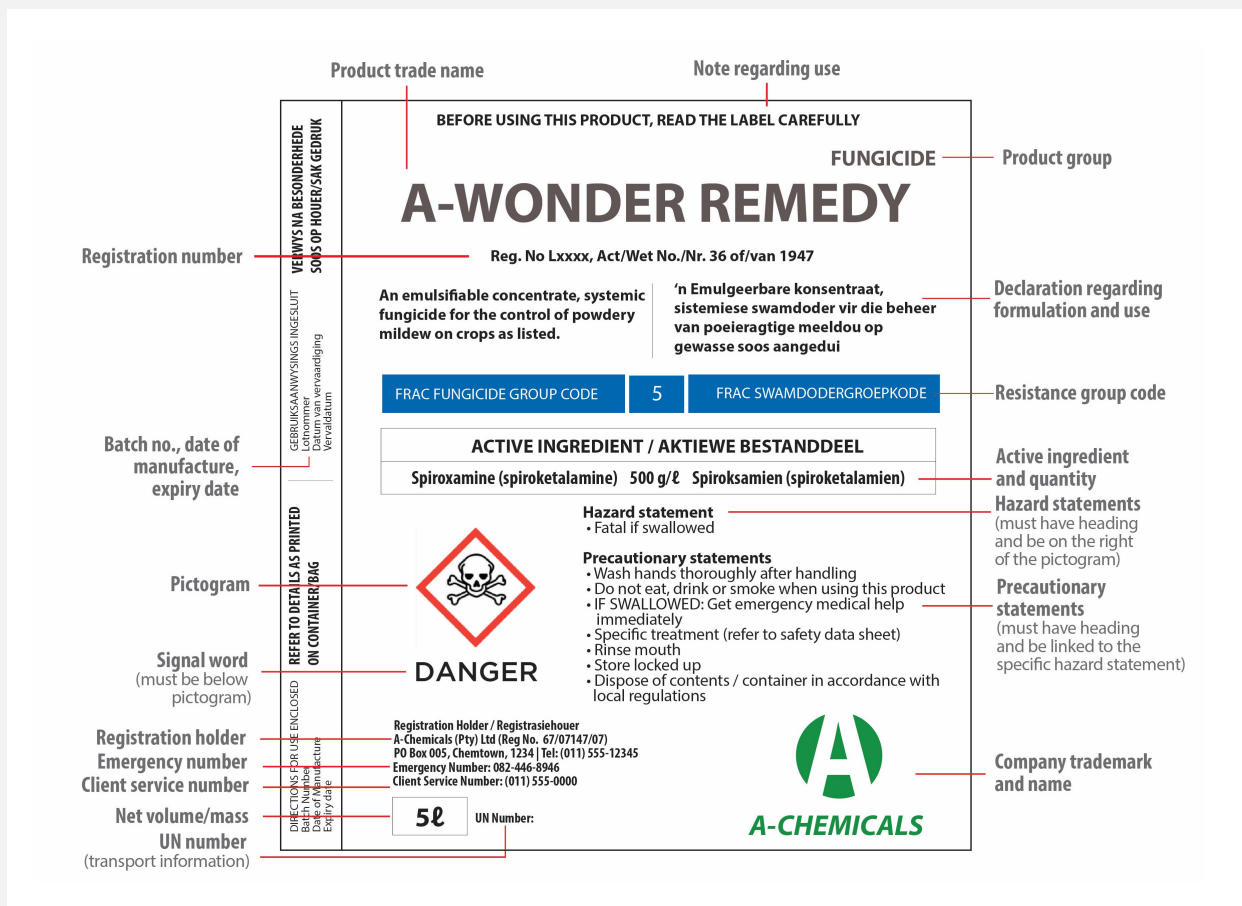 Product trade name
Note regarding use
BEFORE USING THIS PRODUCT, READ THE LABEL CAREFULLY
FUNGICIDE
Product group
A-WONDER REMEDY
Registration number
Reg. No Lxxxx, Act/Wet No./Nr. 36 of/van 1947
An emulsifiable concentrate, systemic
fungicide for the control of powdery
mildew on crops as listed.
‘n Emulgeerbare konsentraat,
sistemiese swamdoder vir die beheer
van poeieragtige meeldou op
gewasse soos aangedui
Declaration regarding
formulation and use
FRAC FUNGICIDE GROUP CODE
5
FRAC SWAMDODERGROEPKODE
Resistance group code
ACTIVE INGREDIENT / AKTIEWE BESTANDDEEL
Spiroxamine (spiroketalamine) 500 g/ℓ Spiroksamien (spiroketalamien)
Active ingredient
and quantity
VERWYS NA BESONDERHEDE
SOOS OP HOUER/SAK GEDRUK
GEBRUIKSAANWYSINGS INGESLUIT
Lotnommer
Datum van vervaardiging
Vervaldatum
Batch no., date of
manufacture,
expiry date
REFER TO DETAILS AS PRINTED
ON CONTAINER/BAG
DIRECTIONS FOR USE ENCLOSED
Batch Number
Date of Manufacture
Expiry date
Hazard statement
• Fatal if swallowed
Hazard statements
(must have heading
and be on the right
of the pictogram)
Precautionary statements
• Wash hands thoroughly after handling
• Do not eat, drink or smoke when using this product
• IF SWALLOWED: Get emergency medical help
immediately
• Specific treatment (refer to safety data sheet)
• Rinse mouth
• Store locked up
• Dispose of contents / container in accordance with
local regulations
Precautionary
statements
(must have heading
and be linked to the
specific hazard statement)
Pictogram
Signal word
(must be below
pictogram)
DANGER
Registration holder
Emergency number
Client service number
Registration Holder / Registrasiehouer
A-Chemicals (Pty) Ltd (Reg No. 67/07147/07)
PO Box 005, Chemtown, 1234 | Tel: (011) 555-12345
Emergency Number: 082-446-8946
Client Service Number: (011) 555-0000
Net volume/mass
5ℓ
UN Number:
UN number
(transport information)
A
A-CHEMICALS
Company trademark
and name